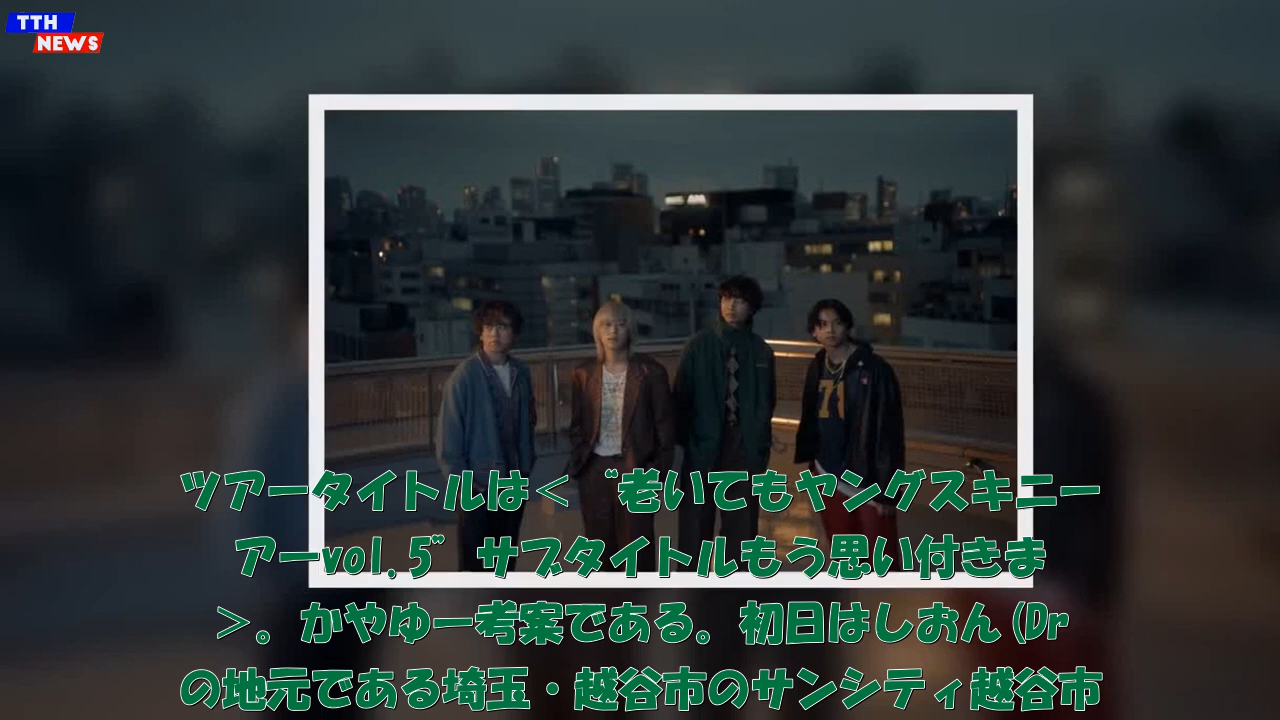 TTH
NEWS
ツアータイトルは＜〝老いてもヤングスキニー
アーvol.5〟サブタイトルもう思い付きま
＞。かやゆー考案である。初日はしおん(Dr
の地元である埼玉・越谷市のサンシティ越谷市